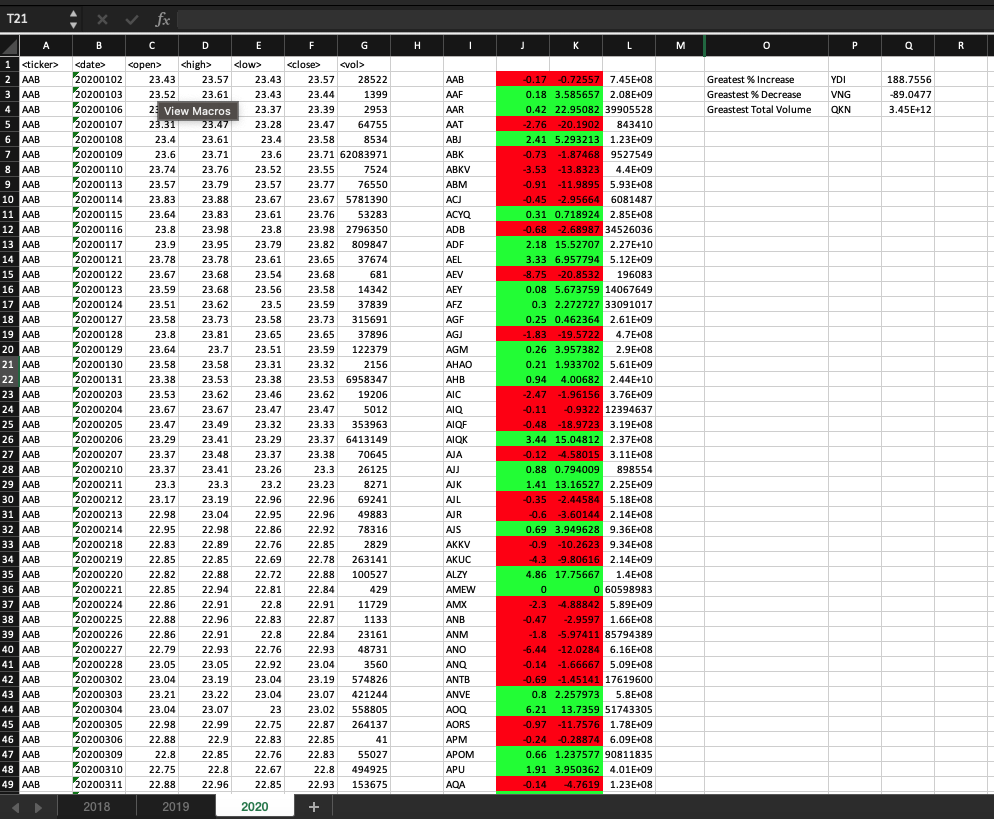 T21 fx
A B C D E F G H I J K L M O P Q R
1 <ticker> <date> <open> <high> <low> <close> <vol>
2 AAB 20200102 23.43 23.57 23.43 23.57 28522 AAB -0.17 -0.72557 7.45E+08 Greatest % Increase YDI 188.7556
3 AAB 20200103 23.52 23.61 23.43 23.44 1399 AAF 0.18 3.585657 2.08E+09 Greastest % Decrease VNG -89.0477
4 AAB 20200106 View Macros 23.37 23.39 2953 AAR 0.42 22.95082 39905528 Greastest Total Volume QKN 3.45E+12
5 AAB 20200107 23.31 23.47 23.28 23.47 64755 AAT -2.76 -20.1902 843410
6 AAB 20200108 23.4 23.61 23.4 23.58 8534 ABJ 2.41 5.293213 1.23E+09
7 AAB 20200109 23.6 23.71 23.6 23.71 62083971 ABK -0.73 -1.87468 9527549
8 AAB 20200110 23.74 23.76 23.52 23.55 7524 ABKV -3.53 -13.8323 4.4E+09
9 AAB 20200113 23.57 23.79 23.57 23.77 76550 ABM -0.91 -11.9895 5.93E+08
10 AAB 20200114 23.83 23.88 23.67 23.67 5781390 ACJ -0.45 -2.95664 6081487
11 AAB 20200115 23.64 23.83 23.61 23.76 53283 ACYQ 0.31 0.718924 2.85E+08
12 AAB 20200116 23.8 23.98 23.8 23.98 2796350 ADB -0.68 -2.68987 34526036
13 AAB 20200117 23.9 23.95 23.79 23.82 809847 ADF 2.18 15.52707 2.27E+10
14 AAB 20200121 23.78 23.78 23.61 23.65 37674 AEL 3.33 6.957794 5.12E+09
15 AAB 20200122 23.67 23.68 23.54 23.68 681 AEV -8.75 -20.8532 196083
16 AAB 20200123 23.59 23.68 23.56 23.58 14342 AEY 0.08 5.673759 14067649
17 AAB 20200124 23.51 23.62 23.5 23.59 37839 AFZ 0.3 2.272727 33091017
18 AAB 20200127 23.58 23.73 23.58 23.73 315691 AGF 0.25 0.462364 2.61E+09
19 AAB 20200128 23.8 23.81 23.65 23.65 37896 AGJ -1.83 -19.5722 4.7E+08
20 AAB 20200129 23.64 23.7 23.51 23.59 122379 AGM 0.26 3.957382 2.9E+08
21 AAB 20200130 23.58 23.58 23.31 23.32 2156 AHAO 0.21 1.933702 5.61E+09
22 AAB 20200131 23.38 23.53 23.38 23.53 6958347 AHB 0.94 4.00682 2.44E+10
23 AAB 20200203 23.53 23.62 23.46 23.62 19206 AIC -2.47 -1.96156 3.76E+09
24 AAB 20200204 23.67 23.67 23.47 23.47 5012 AIQ -0.11 -0.9322 12394637
25 AAB 20200205 23.47 23.49 23.32 23.33 353963 AIQF -0.48 -18.9723 3.19E+08
26 AAB 20200206 23.29 23.41 23.29 23.37 6413149 AIQK 3.44 15.04812 2.37E+08
27 AAB 20200207 23.37 23.48 23.37 23.38 70645 AJA -0.12 -4.58015 3.11E+08
28 AAB 20200210 23.37 23.41 23.26 23.3 26125 AJJ 0.88 0.794009 898554
29 AAB 20200211 23.3 23.3 23.2 23.23 8271 AJK 1.41 13.16527 2.25E+09
30 AAB 20200212 23.17 23.19 22.96 22.96 69241 AJL -0.35 -2.44584 5.18E+08
31 AAB 20200213 22.98 23.04 22.95 22.96 49883 AJR -0.6 -3.60144 2.14E+08
32 AAB 20200214 22.95 22.98 22.86 22.92 78316 AJS 0.69 3.949628 9.36E+08
33 AAB 20200218 22.83 22.89 22.76 22.85 2829 AKKV -0.9 -10.2623 9.34E+08
34 AAB 20200219 22.85 22.85 22.69 22.78 263141 AKUC -4.3 -9.80616 2.14E+09
35 AAB 20200220 22.82 22.88 22.72 22.88 100527 ALZY 4.86 17.75667 1.4E+08
36 AAB 20200221 22.85 22.94 22.81 22.84 429 AMEW 0 0 60598983
37 AAB 20200224 22.86 22.91 22.8 22.91 11729 AMX -2.3 -4.88842 5.89E+09
38 AAB 20200225 22.88 22.96 22.83 22.87 1133 ANB -0.47 -2.9597 1.66E+08
39 AAB 20200226 22.86 22.91 22.8 22.84 23161 ANM -1.8 -5.97411 85794389
40 AAB 20200227 22.79 22.93 22.76 22.93 48731 ANO -6.44 -12.0284 6.16E+08
41 AAB 20200228 23.05 23.05 22.92 23.04 3560 ANQ -0.14 -1.66667 5.09E+08
42 AAB 20200302 23.04 23.19 23.04 23.19 574826 ANTB -0.69 -1.45141 17619600
43 AAB 20200303 23.21 23.22 23.04 23.07 421244 ANVE 0.8 2.257973 5.8E+08
44 AAB 20200304 23.04 23.07 23 23.02 558805 AOQ 6.21 13.7359 51743305
45 AAB 20200305 22.98 22.99 22.75 22.87 264137 AORS -0.97 -11.7576 1.78E+09
46 AAB 20200306 22.88 22.9 22.83 22.85 41 APM -0.24 -0.28874 6.09E+08
47 AAB 20200309 22.8 22.85 22.76 22.83 55027 APOM 0.66 1.237577 90811835
48 AAB 20200310 22.75 22.8 22.67 22.8 494925 APU 1.91 3.950362 4.01E+09
49 AAB 20200311 22.88 22.96 22.85 22.93 153675 AQA -0.14 -4.7619 1.23E+08
2018 2019 2020 +